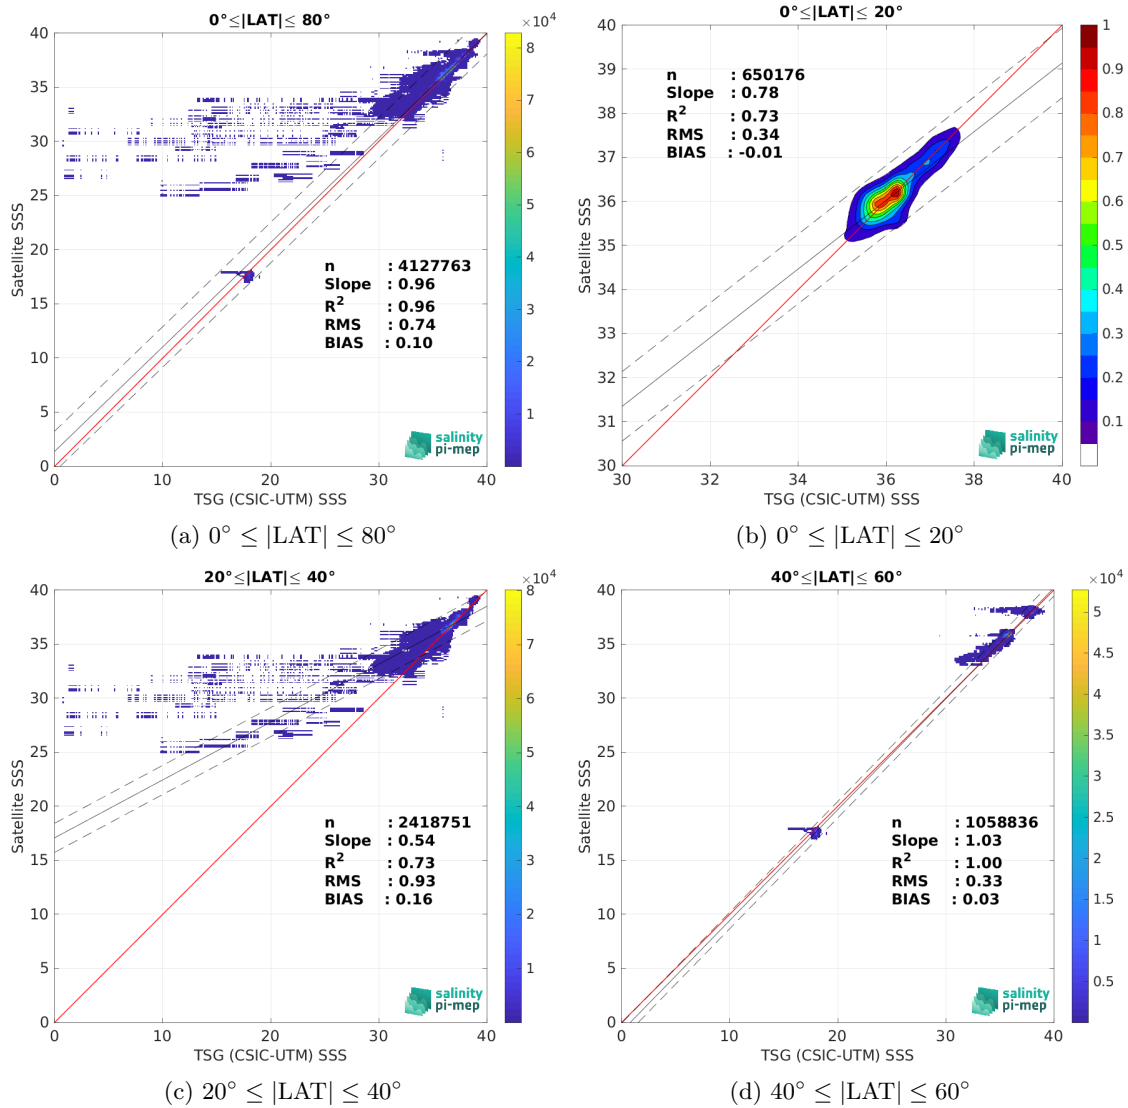 0°≤|LAT|≤ 80°
×10⁴
40
35
30
25
20
15
10
5
0
Satellite SSS
n : 4127763
Slope : 0.96
R² : 0.96
RMS : 0.74
BIAS : 0.10
salinity
pi-mep
0 10 20 30 40
TSG (CSIC-UTM) SSS
8
7
6
5
4
3
2
1
(a) 0° ≤ |LAT| ≤ 80°
0°≤|LAT|≤ 20°
40
39
38
37
36
35
34
33
32
31
30
Satellite SSS
n : 650176
Slope : 0.78
R² : 0.73
RMS : 0.34
BIAS : -0.01
salinity
pi-mep
30 32 34 36 38 40
TSG (CSIC-UTM) SSS
1
0.9
0.8
0.7
0.6
0.5
0.4
0.3
0.2
0.1
(b) 0° ≤ |LAT| ≤ 20°
20°≤|LAT|≤ 40°
×10⁴
40
35
30
25
20
15
10
5
0
Satellite SSS
n : 2418751
Slope : 0.54
R² : 0.73
RMS : 0.93
BIAS : 0.16
salinity
pi-mep
0 10 20 30 40
TSG (CSIC-UTM) SSS
8
7
6
5
4
3
2
1
(c) 20° ≤ |LAT| ≤ 40°
40°≤|LAT|≤ 60°
×10⁴
40
35
30
25
20
15
10
5
0
Satellite SSS
n : 1058836
Slope : 1.03
R² : 1.00
RMS : 0.33
BIAS : 0.03
salinity
pi-mep
0 10 20 30 40
TSG (CSIC-UTM) SSS
5
4.5
4
3.5
3
2.5
2
1.5
1
0.5
(d) 40° ≤ |LAT| ≤ 60°